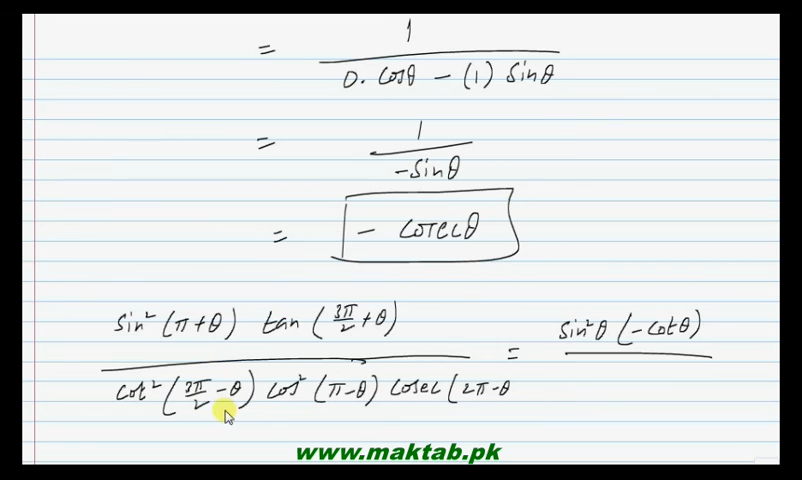 = 1 / (0. cosθ − (1) sinθ)
= 1 / −sinθ
= − cosecθ
sin² (π+θ) tan (3π/2 +θ) / cot² (3π/2 −θ) cos² (π−θ) cosec (2π−θ = sin²θ (−cotθ)
www.maktab.pk